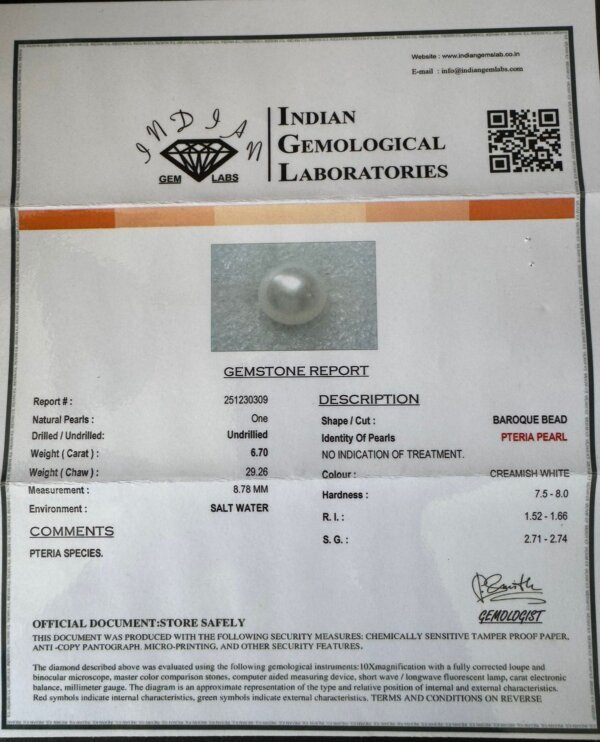 Website : www.indiangemslab.co.in
E-mail : info@indiangemlabs.com
INDIAN
GEM LABS
INDIAN
GEMOLOGICAL
LABORATORIES
GEMSTONE REPORT
Report # : 251230309
Natural Pearls : One
Drilled / Undrilled: Undrilled
Weight ( Carat ) : 6.70
Weight ( Chaw ) : 29.26
Measurement : 8.78 MM
Environment : SALT WATER
COMMENTS
PTERIA SPECIES.
DESCRIPTION
Shape / Cut : BAROQUE BEAD
Identity Of Pearls PTERIA PEARL
NO INDICATION OF TREATMENT.
Colour : CREAMISH WHITE
Hardness : 7.5 - 8.0
R. I. : 1.52 - 1.66
S. G. : 2.71 - 2.74
GEMOLOGIST
OFFICIAL DOCUMENT:STORE SAFELY
THIS DOCUMENT WAS PRODUCED WITH THE FOLLOWING SECURITY MEASURES: CHEMICALLY SENSITIVE TAMPER PROOF PAPER,
ANTI -COPY PANTOGRAPH. MICRO-PRINTING, AND OTHER SECURITY FEATURES.
The diamond described above was evaluated using the following gemological instruments:10Xmagnification with a fully corrected loupe and
binocular microscope, master color comparison stones, computer aided measuring device, short wave / longwave fluorescent lamp, carat electronic
balance, millimeter gauge. The diagram is an approximate representation of the type and relative position of internal and external characteristics.
Red symbols indicate internal characteristics, green symbols indicate external characteristics. TERMS AND CONDITIONS ON REVERSE